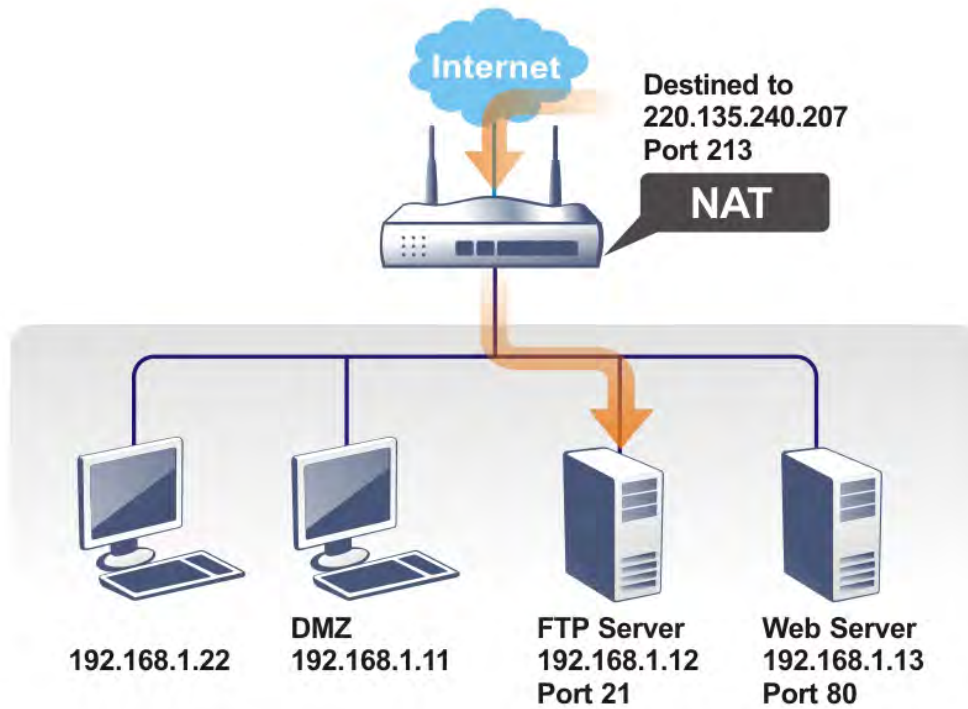 Internet
Destined to
220.135.240.207
Port 213
NAT
192.168.1.22
DMZ
192.168.1.11
FTP Server
192.168.1.12
Port 21
Web Server
192.168.1.13
Port 80